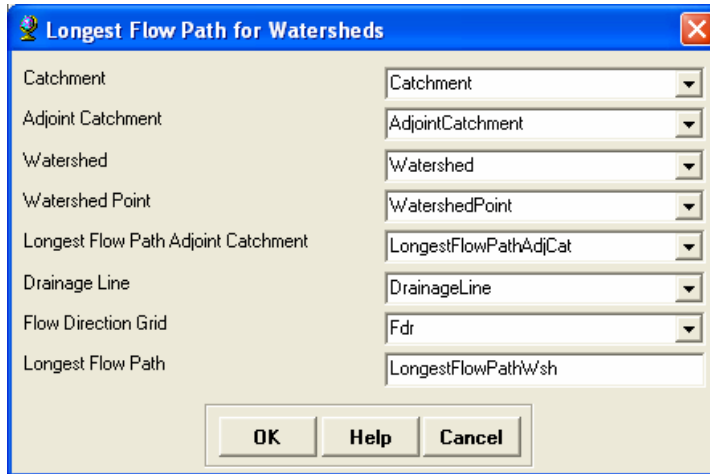 Longest Flow Path for Watersheds
Catchment Catchment
Adjoint Catchment AdjointCatchment
Watershed Watershed
Watershed Point WatershedPoint
Longest Flow Path Adjoint Catchment LongestFlowPathAdjCat
Drainage Line DrainageLine
Flow Direction Grid Fdr
Longest Flow Path LongestFlowPathWsh
OK Help Cancel